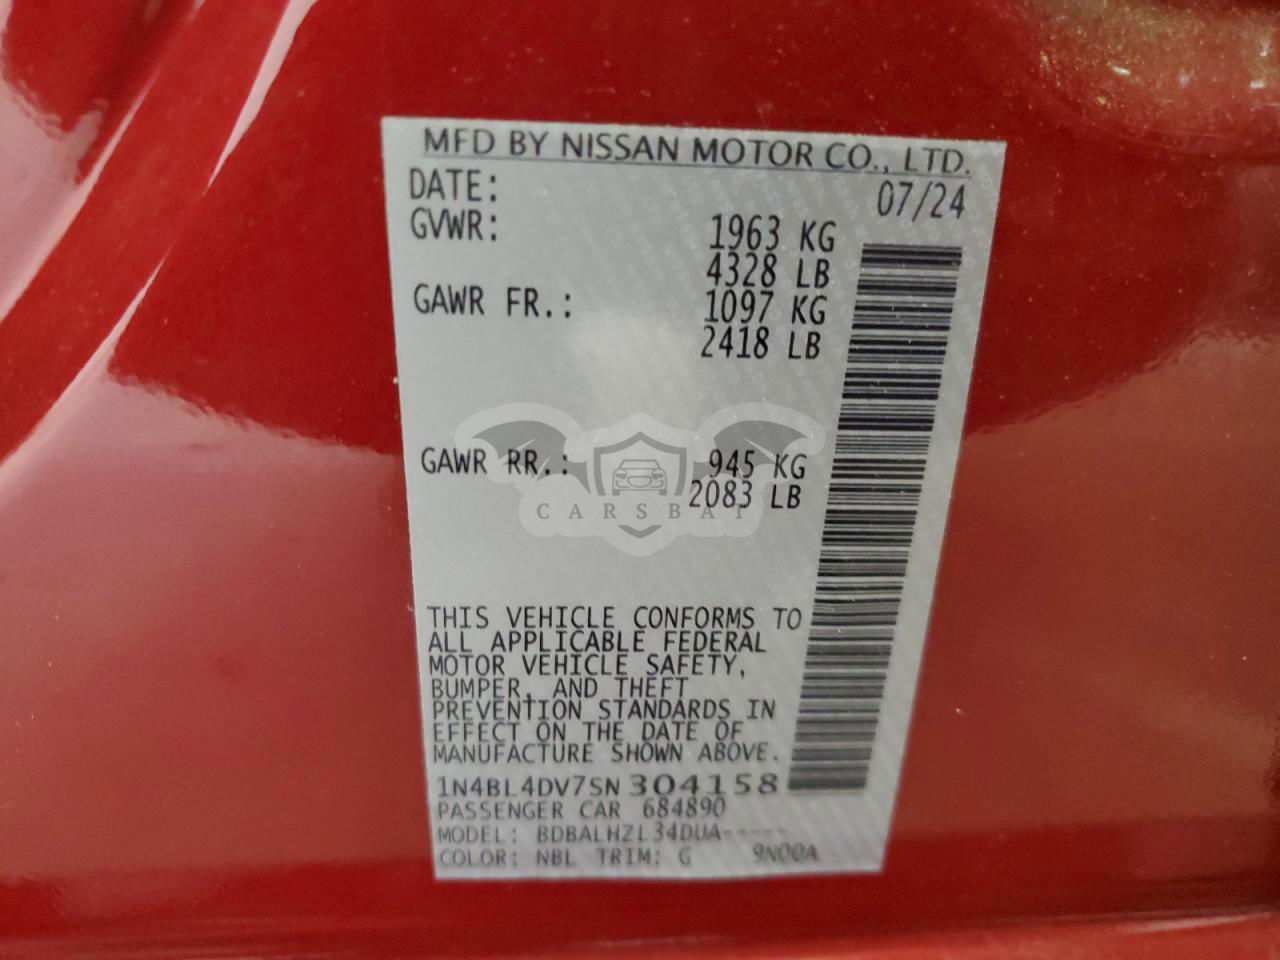 MFD BY NISSAN MOTOR CO., LTD.
DATE: 07/24
GVWR: 1963 KG
4328 LB
GAWR FR.: 1097 KG
2418 LB
GAWR RR.: 945 KG
2083 LB
CARSBAT
THIS VEHICLE CONFORMS TO
ALL APPLICABLE FEDERAL
MOTOR VEHICLE SAFETY,
BUMPER, AND THEFT
PREVENTION STANDARDS IN
EFFECT ON THE DATE OF
MANUFACTURE SHOWN ABOVE.
1N4BL4DV7SN304158
PASSENGER CAR 684890
MODEL: BDBALHZL34DUA-----
COLOR: NBL TRIM: G 9N00A